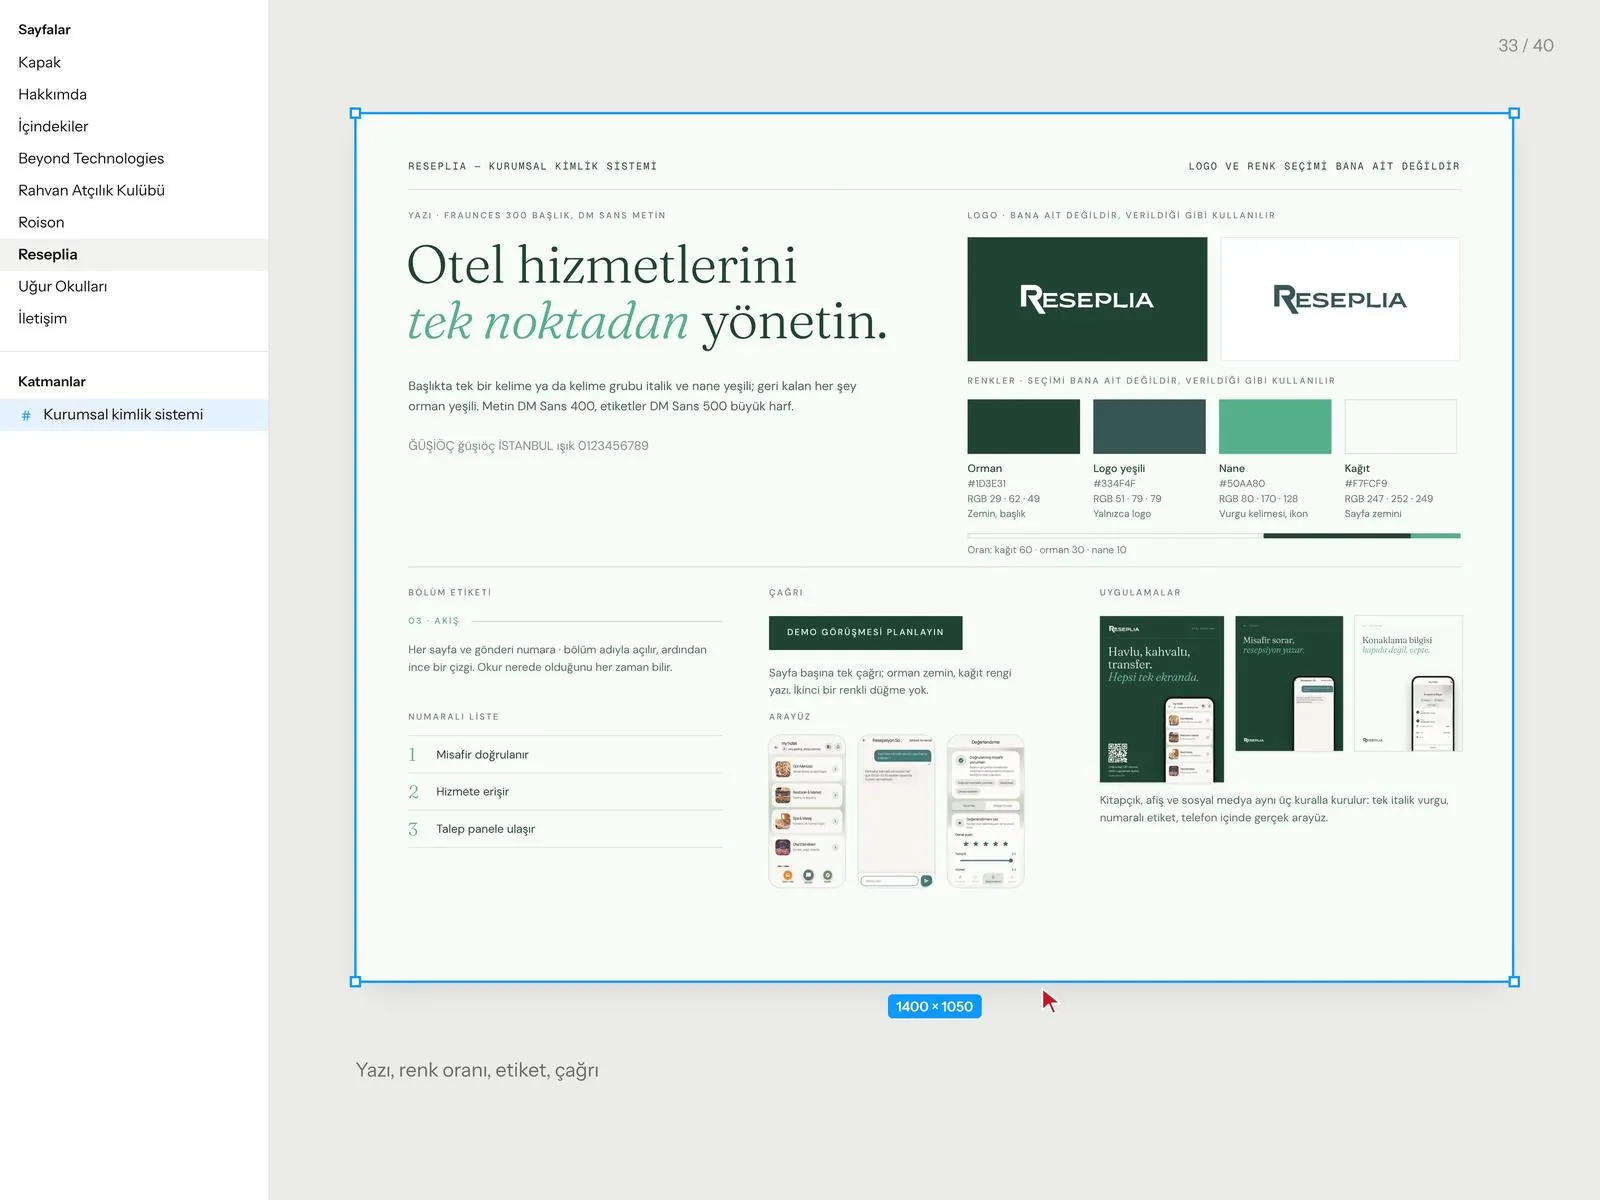 Sayfalar
Kapak
Hakkımda
İçindekiler
Beyond Technologies
Rahvan Atçılık Kulübü
Roison
Reseplia
Uğur Okulları
İletişim
Katmanlar
# Kurumsal kimlik sistemi
33 / 40
RESEPLIA – KURUMSAL KİMLİK SİSTEMİ
LOGO VE RENK SEÇİMİ BANA AİT DEĞİLDİR
YAZI · FRAUNCES 300 BAŞLIK, DM SANS METİN
Otel hizmetlerini
tek noktadan yönetin.
Başlıkta tek bir kelime ya da kelime grubu italik ve nane yeşili; geri kalan her şey
orman yeşili. Metin DM Sans 400, etiketler DM Sans 500 büyük harf.
ĞÜŞİÖÇ ğüşıöç İSTANBUL ışık 0123456789
LOGO · BANA AİT DEĞİLDİR, VERİLDİĞİ GİBİ KULLANILIR
RESEPLIA
RESEPLIA
RENKLER · SEÇİMİ BANA AİT DEĞİLDİR, VERİLDİĞİ GİBİ KULLANILIR
Orman
#1D3E31
RGB 29 · 62 · 49
Zemin, başlık
Logo yeşili
#334F4F
RGB 51 · 79 · 79
Yalnızca logo
Nane
#50AA80
RGB 80 · 170 · 128
Vurgu kelimesi, ikon
Kağıt
#F7FCF9
RGB 247 · 252 · 249
Sayfa zemini
Oran: kağıt 60 · orman 30 · nane 10
BÖLÜM ETİKETİ
03 · AKIŞ
Her sayfa ve gönderi numara · bölüm adıyla açılır, ardından
ince bir çizgi. Okur nerede olduğunu her zaman bilir.
NUMARALI LİSTE
1 Misafir doğrulanır
2 Hizmete erişir
3 Talep panele ulaşır
ÇAĞRI
DEMO GÖRÜŞMESİ PLANLAYIN
Sayfa başına tek çağrı; orman zemin, kağıt rengi
yazı. İkinci bir renkli düğme yok.
ARAYÜZ
Değerlendirme
UYGULAMALAR
RESEPLIA
Havlu, kahvaltı,
transfer.
Hepsi tek ekranda.
Misafir sorar,
resepsiyon yazar.
RESEPLIA
Konaklama bilgisi
kapıda değil, cepte.
RESEPLIA
Kitapçık, afiş ve sosyal medya aynı üç kuralla kurulur: tek italik vurgu,
numaralı etiket, telefon içinde gerçek arayüz.
1400 × 1050
Yazı, renk oranı, etiket, çağrı